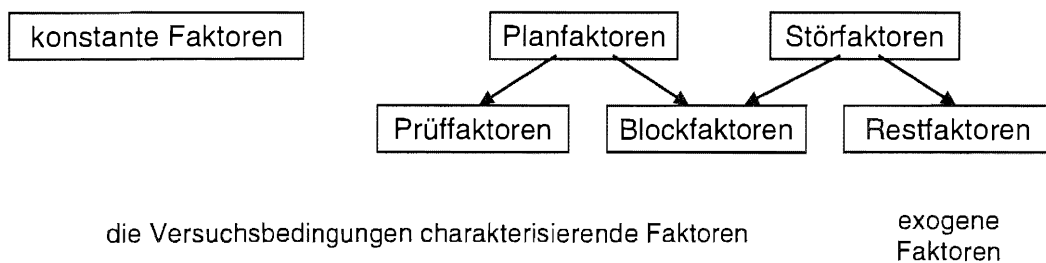 konstante Faktoren
Planfaktoren
Störfaktoren
Prüffaktoren
Blockfaktoren
Restfaktoren
die Versuchsbedingungen charakterisierende Faktoren
exogene
Faktoren